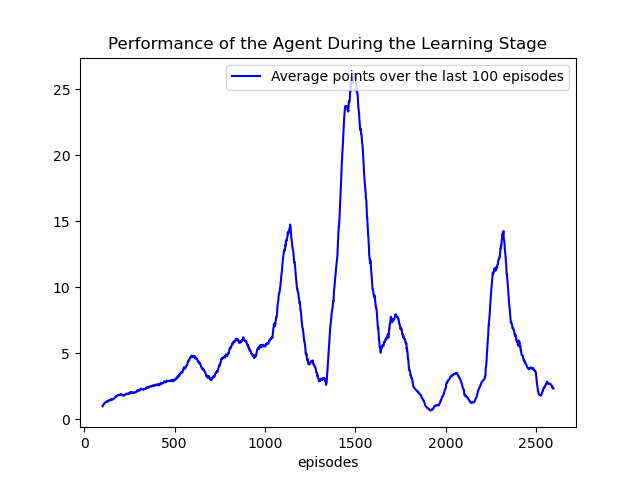 Performance of the Agent During the Learning Stage
Average points over the last 100 episodes
25
20
15
10
5
0
0 500 1000 1500 2000 2500
episodes